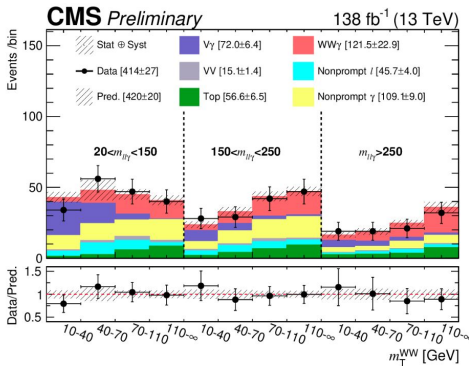 CMS Preliminary 138 fb⁻¹ (13 TeV)
Events /bin
150
100
50
0
Stat ⊕ Syst Vγ [72.0±6.4] WWγ [121.5±22.9]
Data [414±27] VV [15.1±1.4] Nonprompt l [45.7±4.0]
Pred. [420±20] Top [56.6±6.5] Nonprompt γ [109.1±9.0]
20<m_llγ<150 150<m_llγ<250 m_llγ>250
Data/Pred.
1.5
1
0.5
10-40 40-70 70-110 110-∞ 10-40 40-70 70-110 110-∞ 10-40 40-70 70-110 110-∞
m_T^WW [GeV]